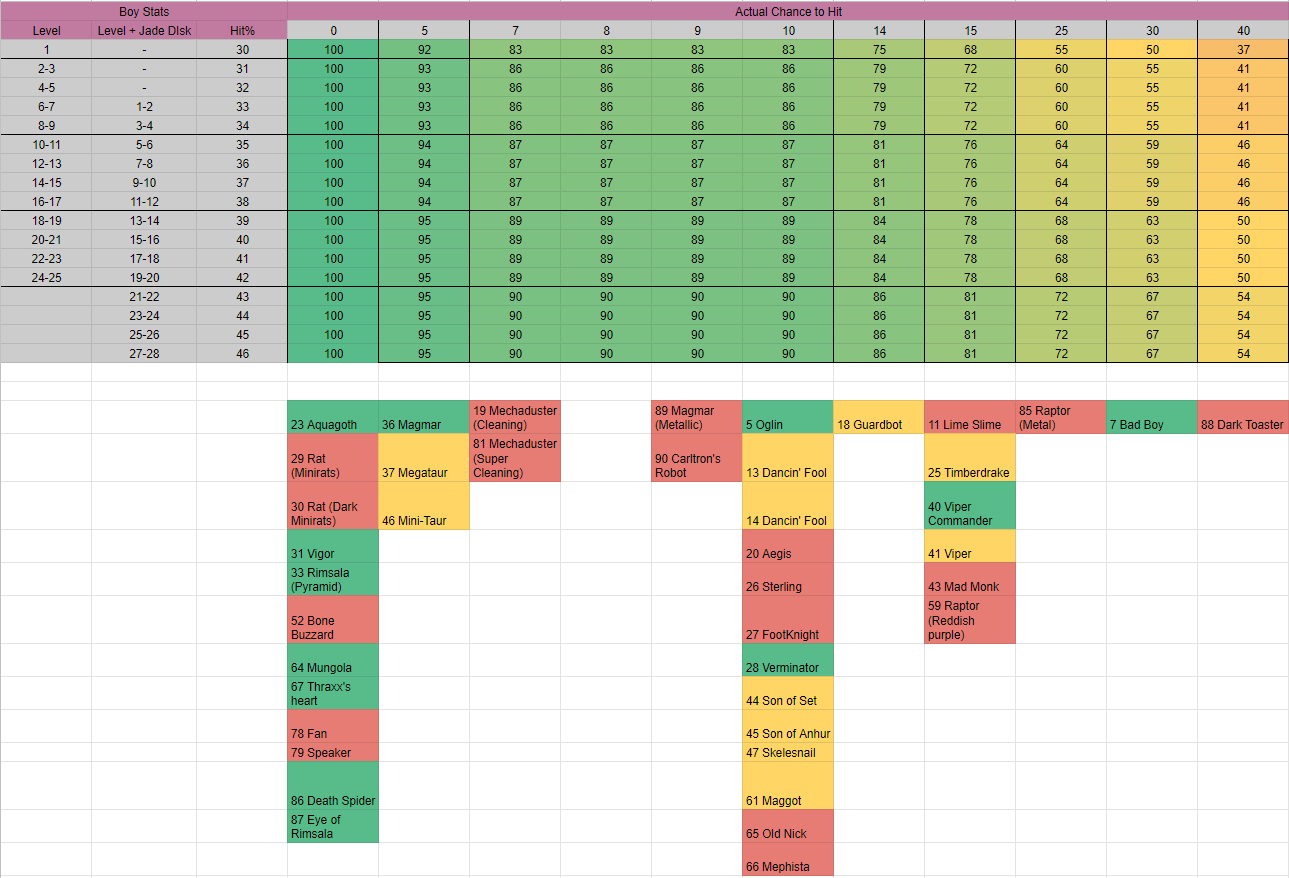 Boy Stats Actual Chance to Hit
Level Level + Jade DIsk Hit% 0 5 7 8 9 10 14 15 25 30 40
1 - 30 100 92 83 83 83 83 75 68 55 50 37
2-3 - 31 100 93 86 86 86 86 79 72 60 55 41
4-5 - 32 100 93 86 86 86 86 79 72 60 55 41
6-7 1-2 33 100 93 86 86 86 86 79 72 60 55 41
8-9 3-4 34 100 93 86 86 86 86 79 72 60 55 41
10-11 5-6 35 100 94 87 87 87 87 81 76 64 59 46
12-13 7-8 36 100 94 87 87 87 87 81 76 64 59 46
14-15 9-10 37 100 94 87 87 87 87 81 76 64 59 46
16-17 11-12 38 100 94 87 87 87 87 81 76 64 59 46
18-19 13-14 39 100 95 89 89 89 89 84 78 68 63 50
20-21 15-16 40 100 95 89 89 89 89 84 78 68 63 50
22-23 17-18 41 100 95 89 89 89 89 84 78 68 63 50
24-25 19-20 42 100 95 89 89 89 89 84 78 68 63 50
21-22 43 100 95 90 90 90 90 86 81 72 67 54
23-24 44 100 95 90 90 90 90 86 81 72 67 54
25-26 45 100 95 90 90 90 90 86 81 72 67 54
27-28 46 100 95 90 90 90 90 86 81 72 67 54
23 Aquagoth
36 Magmar
19 Mechaduster
(Cleaning)
89 Magmar
(Metallic)
5 Oglin
18 Guardbot
11 Lime Slime
85 Raptor
(Metal)
7 Bad Boy
88 Dark Toaster
29 Rat
(Minirats)
37 Megataur
81 Mechaduster
(Super
Cleaning)
90 Carltron's
Robot
13 Dancin' Fool
25 Timberdrake
30 Rat (Dark
Minirats)
46 Mini-Taur
14 Dancin' Fool
40 Viper
Commander
31 Vigor
20 Aegis
41 Viper
33 Rimsala
(Pyramid)
26 Sterling
43 Mad Monk
52 Bone
Buzzard
27 FootKnight
59 Raptor
(Reddish
purple)
64 Mungola
28 Verminator
67 Thraxx's
heart
44 Son of Set
78 Fan
45 Son of Anhur
79 Speaker
47 Skelesnail
86 Death Spider
61 Maggot
87 Eye of
Rimsala
65 Old Nick
66 Mephista